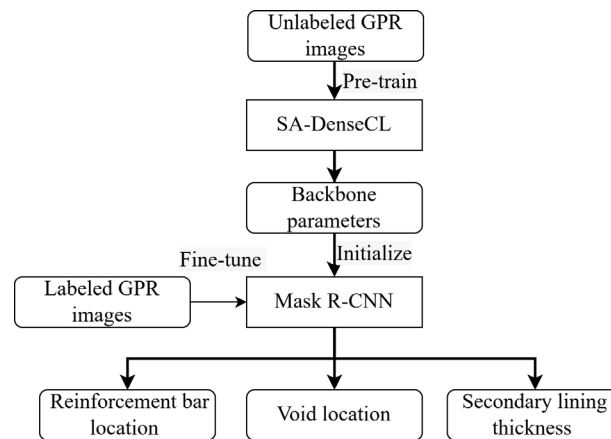 Unlabeled GPR
images
Pre-train
SA-DenseCL
Backbone
parameters
Fine-tune
Initialize
Labeled GPR
images
Mask R-CNN
Reinforcement bar
location
Void location
Secondary lining
thickness